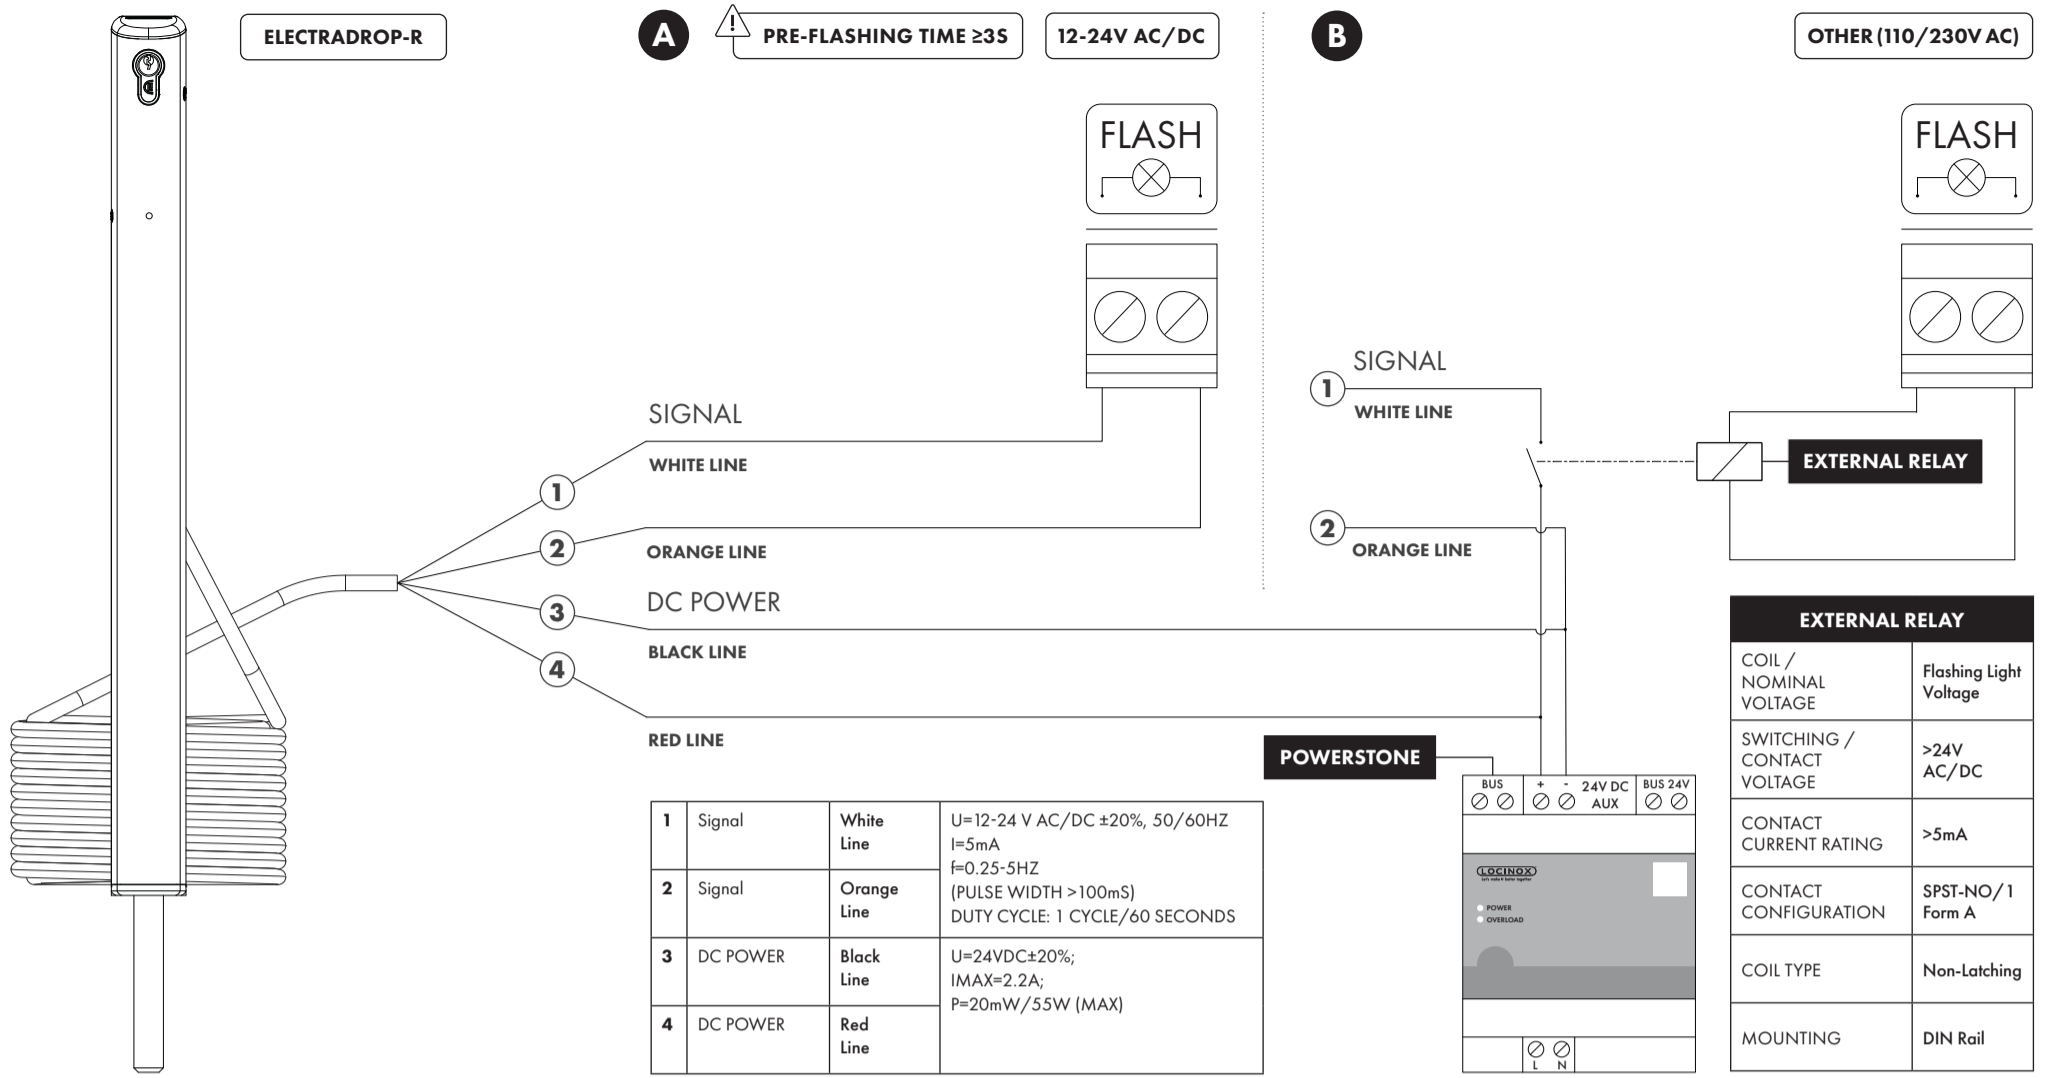 ELECTRADROP-R
A
PRE-FLASHING TIME ≥3S
12-24V AC/DC
B
OTHER (110/230V AC)
FLASH
FLASH
SIGNAL
WHITE LINE
1
2
ORANGE LINE
DC POWER
3
BLACK LINE
4
RED LINE
1
SIGNAL
WHITE LINE
2
ORANGE LINE
EXTERNAL RELAY
POWERSTONE
BUS
+ -
24V DC
AUX
BUS 24V
LOCINOX
Let's make it better together
POWER
OVERLOAD
L N
1 Signal White
Line
2 Signal Orange
Line
U=12-24 V AC/DC ±20%, 50/60HZ
I=5mA
f=0.25-5HZ
(PULSE WIDTH >100mS)
DUTY CYCLE: 1 CYCLE/60 SECONDS
3 DC POWER Black
Line
4 DC POWER Red
Line
U=24VDC±20%;
IMAX=2.2A;
P=20mW/55W (MAX)
EXTERNAL RELAY
COIL /
NOMINAL
VOLTAGE
Flashing Light
Voltage
SWITCHING /
CONTACT
VOLTAGE
>24V
AC/DC
CONTACT
CURRENT RATING
>5mA
CONTACT
CONFIGURATION
SPST-NO/1
Form A
COIL TYPE
Non-Latching
MOUNTING
DIN Rail